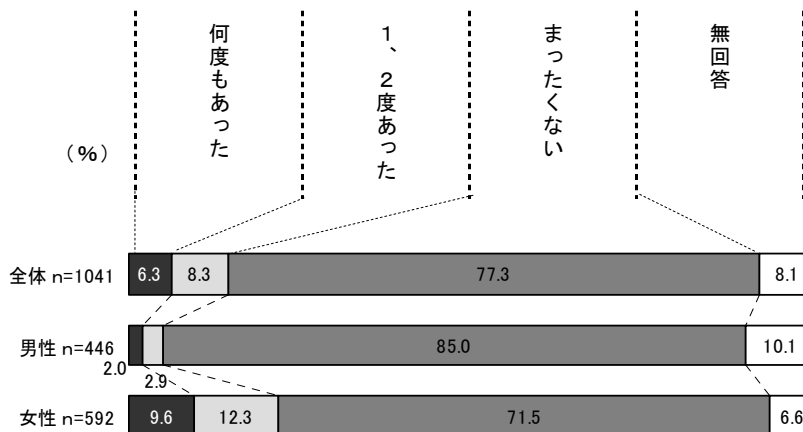 何度もあった
１、２度あった
まったくない
無回答
（％）
全体 n=1041
6.3
8.3
77.3
8.1
男性 n=446
2.0
2.9
85.0
10.1
女性 n=592
9.6
12.3
71.5
6.6